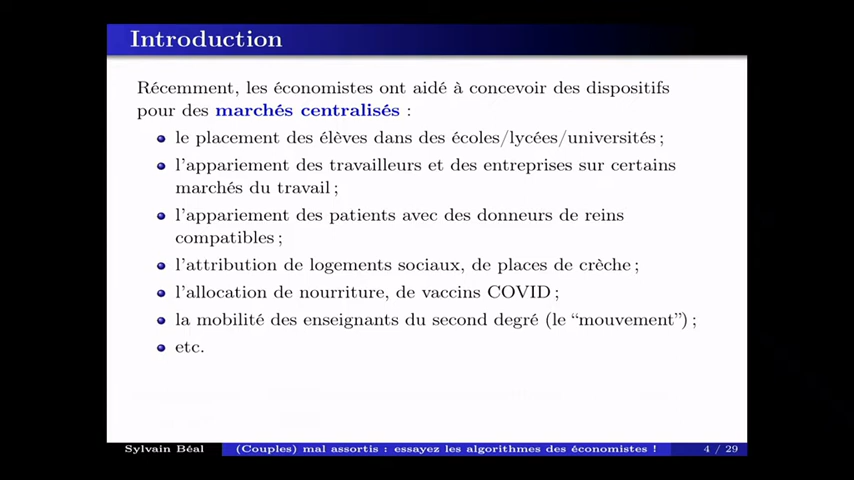 Introduction
Récemment, les économistes ont aidé à concevoir des dispositifs
pour des marchés centralisés :
le placement des élèves dans des écoles/lycées/universités ;
l'appariement des travailleurs et des entreprises sur certains
marchés du travail ;
l'appariement des patients avec des donneurs de reins
compatibles ;
l'attribution de logements sociaux, de places de crèche ;
l'allocation de nourriture, de vaccins COVID ;
la mobilité des enseignants du second degré (le “mouvement”) ;
etc.
Sylvain Béal (Couples) mal assortis : essayez les algorithmes des économistes ! 4 / 29